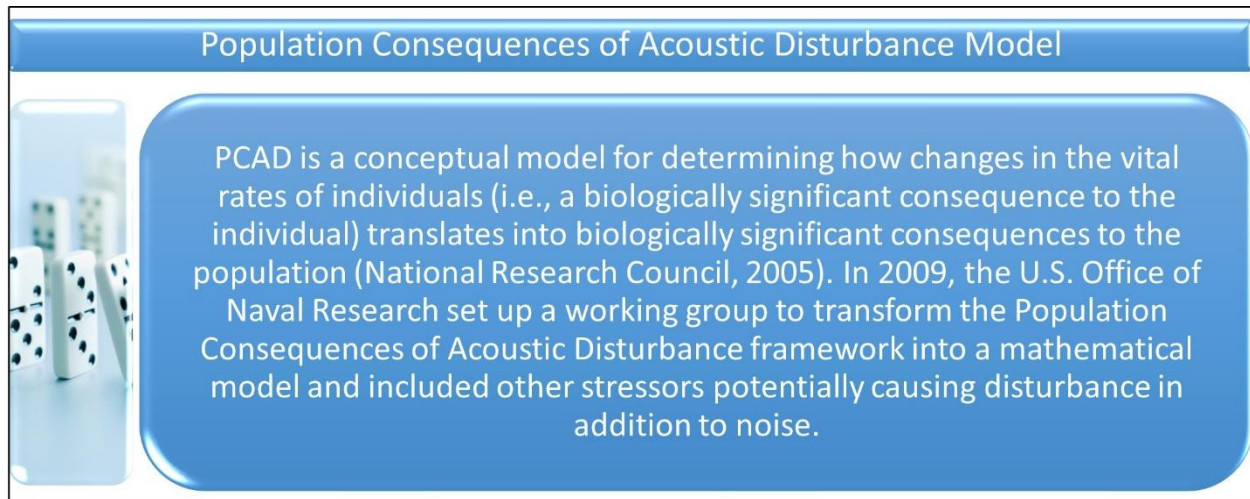 Population Consequences of Acoustic Disturbance Model
PCAD is a conceptual model for determining how changes in the vital
rates of individuals (i.e., a biologically significant consequence to the
individual) translates into biologically significant consequences to the
population (National Research Council, 2005). In 2009, the U.S. Office of
Naval Research set up a working group to transform the Population
Consequences of Acoustic Disturbance framework into a mathematical
model and included other stressors potentially causing disturbance in
addition to noise.